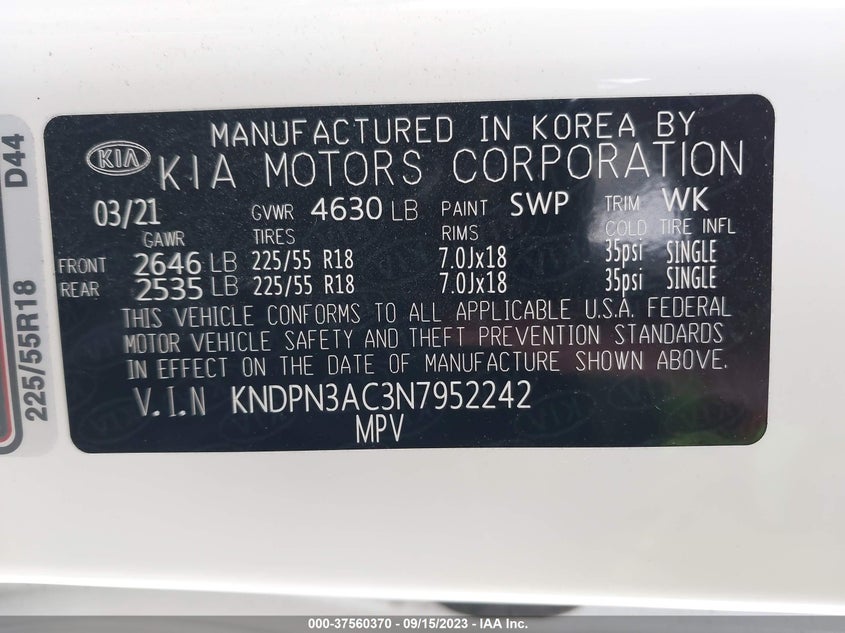 MANUFACTURED IN KOREA BY
KIA KIA MOTORS CORPORATION
03/21 GVWR 4630 LB PAINT SWP TRIM WK
GAWR TIRES RIMS COLD TIRE INFL
FRONT 2646 LB 225/55 R18 7.0Jx18 35psi SINGLE
REAR 2535 LB 225/55 R18 7.0Jx18 35psi SINGLE
THIS VEHICLE CONFORMS TO ALL APPLICABLE U.S.A. FEDERAL
MOTOR VEHICLE SAFETY AND THEFT PREVENTION STANDARDS
IN EFFECT ON THE DATE OF MANUFACTURE SHOWN ABOVE.
V.I.N KNDPN3AC3N7952242
MPV
225/55R18 D44
000-37560370 - 09/15/2023 - IAA Inc.